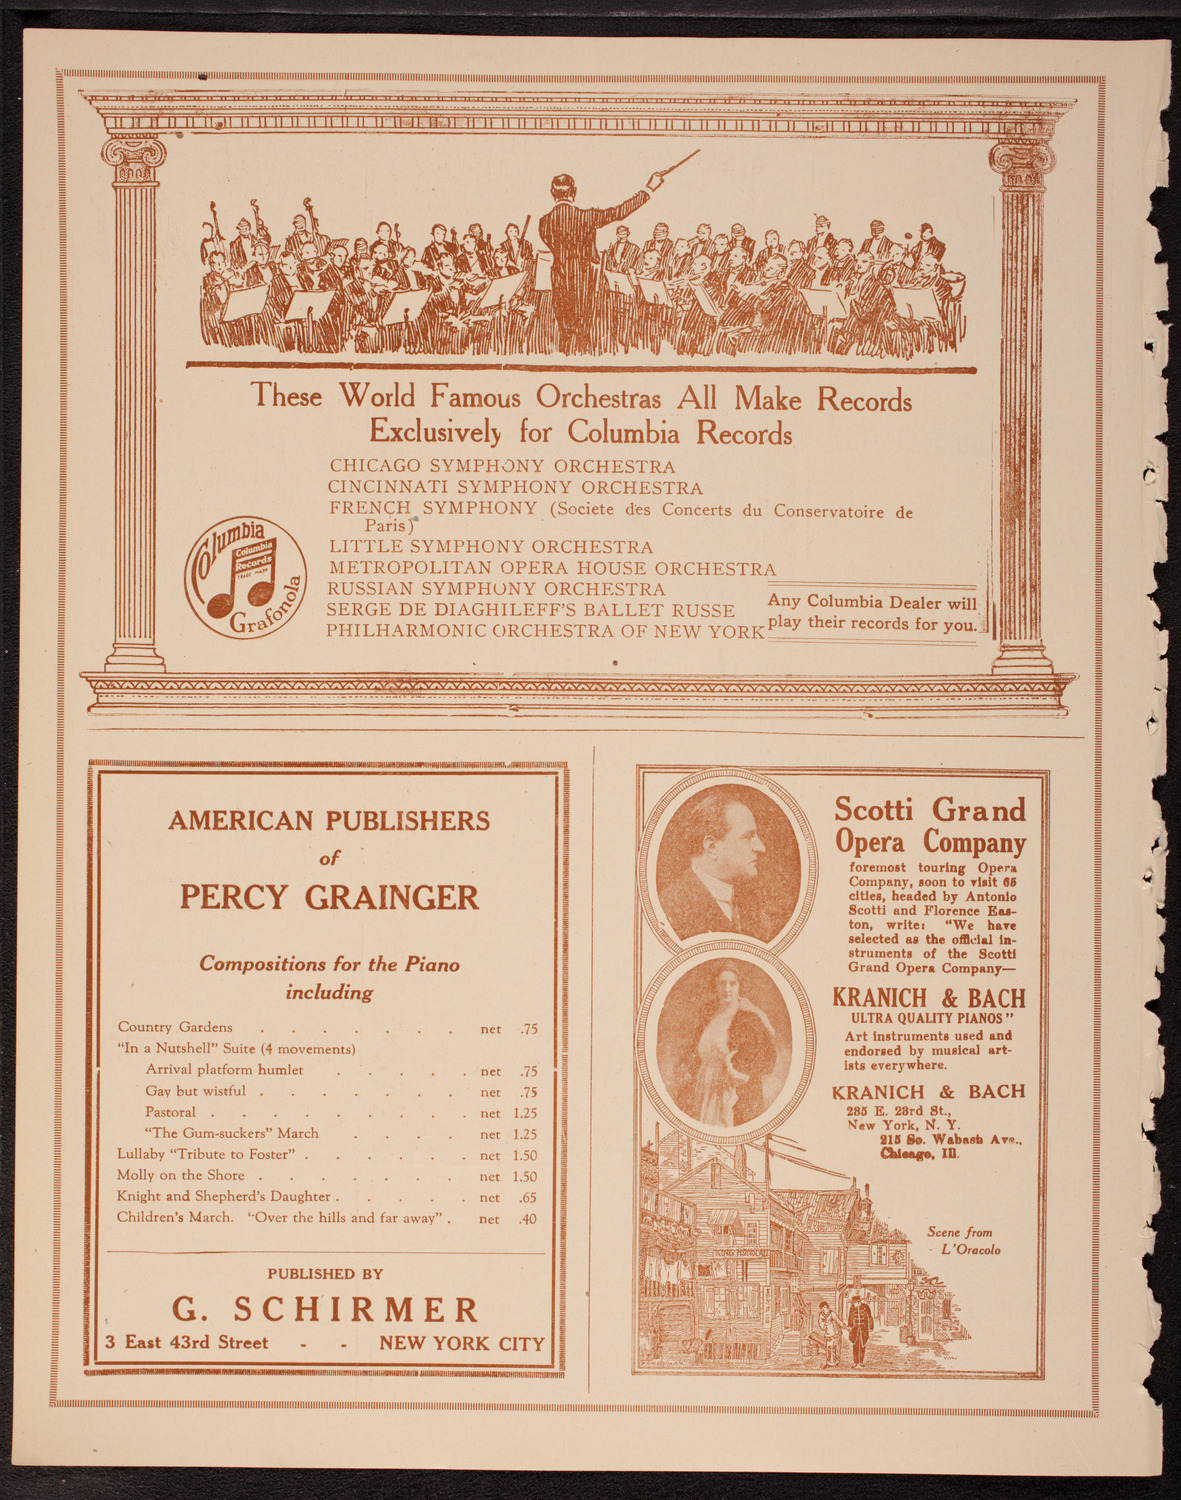 These World Famous Orchestras All Make Records
Exclusively for Columbia Records
CHICAGO SYMPHONY ORCHESTRA
CINCINNATI SYMPHONY ORCHESTRA
FRENCH SYMPHONY (Societe des Concerts du Conservatoire de
Paris)
LITTLE SYMPHONY ORCHESTRA
METROPOLITAN OPERA HOUSE ORCHESTRA
RUSSIAN SYMPHONY ORCHESTRA
SERGE DE DIAGHILEFF'S BALLET RUSSE
PHILHARMONIC ORCHESTRA OF NEW YORK
Columbia
Columbia
Records
TRADE MARK
Grafonola
Any Columbia Dealer will
play their records for you.
AMERICAN PUBLISHERS
of
PERCY GRAINGER
Compositions for the Piano
including
Country Gardens . . . . . . . net .75
"In a Nutshell" Suite (4 movements)
Arrival platform humlet . . . . . net .75
Gay but wistful . . . . . . . net .75
Pastoral . . . . . . . . . net 1.25
"The Gum-suckers" March . . . . net 1.25
Lullaby "Tribute to Foster" . . . . . . net 1.50
Molly on the Shore . . . . . . . net 1.50
Knight and Shepherd's Daughter . . . . . net .65
Children's March. "Over the hills and far away" . net .40
PUBLISHED BY
G. SCHIRMER
3 East 43rd Street - - NEW YORK CITY
Scotti Grand
Opera Company
foremost touring Opera
Company, soon to visit 65
cities, headed by Antonio
Scotti and Florence Eas-
ton, write: "We have
selected as the official in-
struments of the Scotti
Grand Opera Company—
KRANICH & BACH
ULTRA QUALITY PIANOS"
Art instruments used and
endorsed by musical art-
ists everywhere.
KRANICH & BACH
235 E. 23rd St.,
New York, N. Y.
215 So. Wabash Ave.,
Chicago, Ill.
Scene from
L'Oracolo